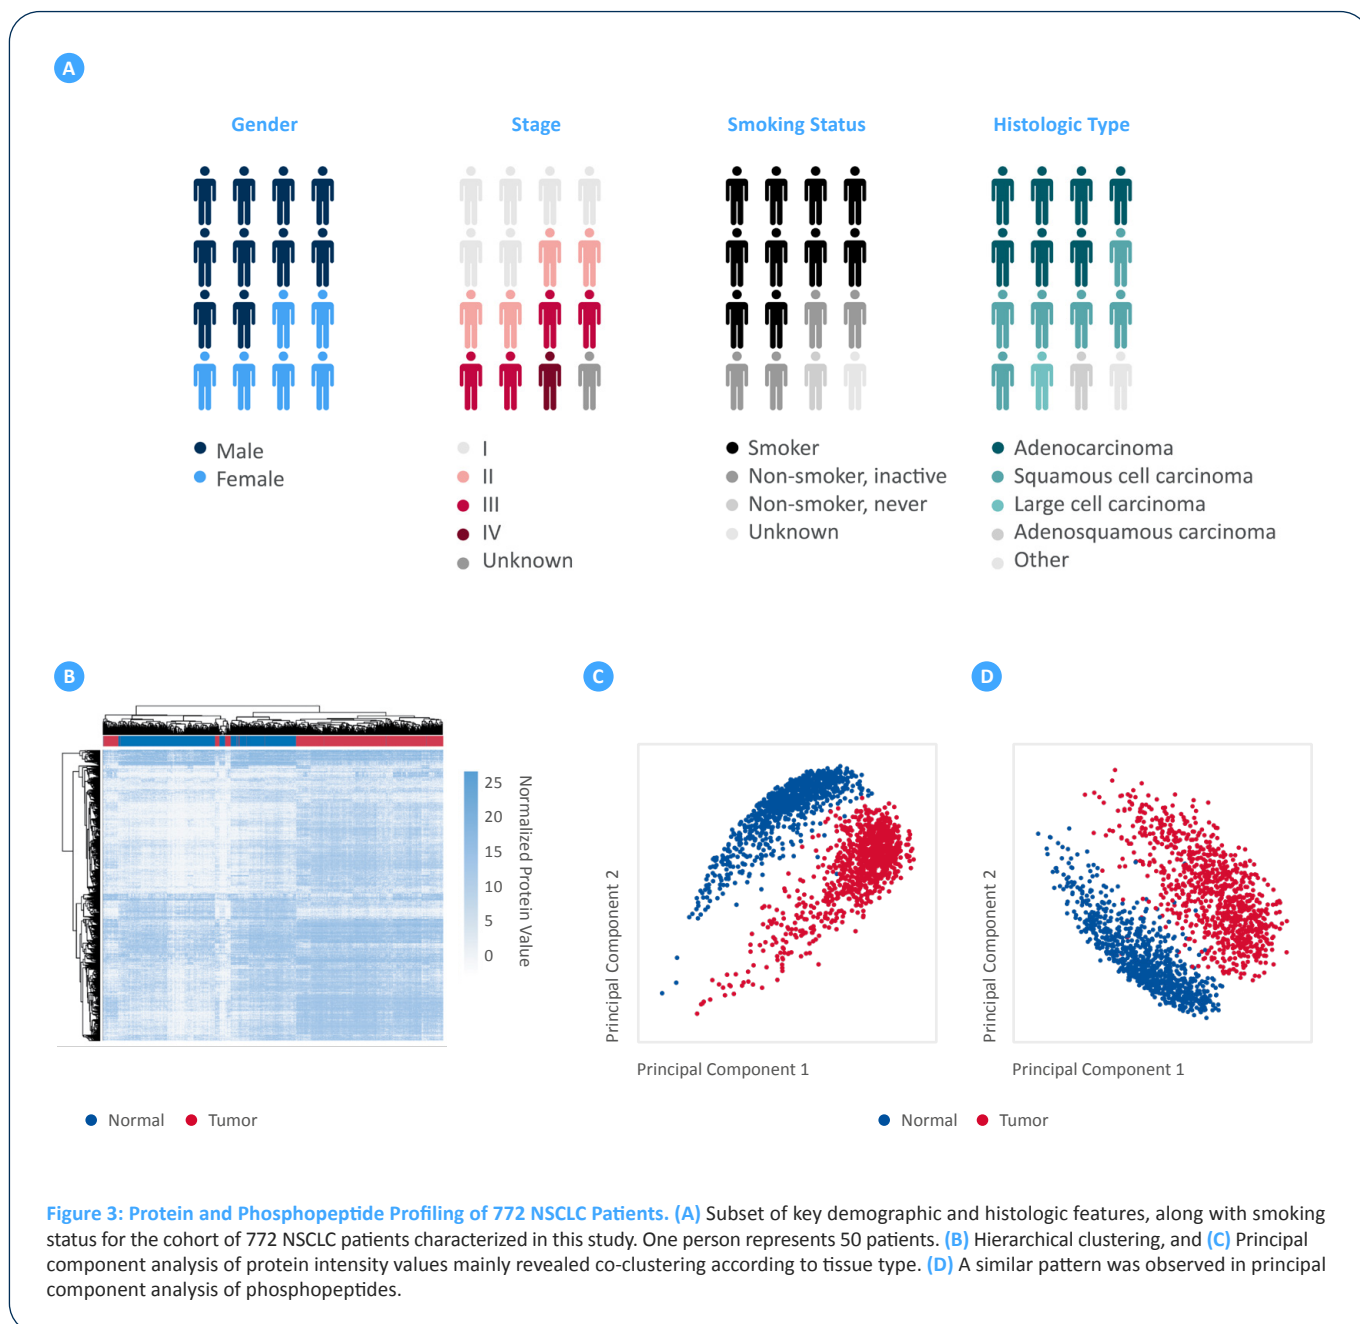 A
Gender
Stage
Smoking Status
Histologic Type
Male
Female
I
II
III
IV
Unknown
Smoker
Non-smoker, inactive
Non-smoker, never
Unknown
Adenocarcinoma
Squamous cell carcinoma
Large cell carcinoma
Adenosquamous carcinoma
Other
B
25
20
15
10
5
0
Normalized Protein Value
Normal
Tumor
C
Principal Component 2
Principal Component 1
D
Principal Component 2
Principal Component 1
Normal
Tumor
Figure 3: Protein and Phosphopeptide Profiling of 772 NSCLC Patients. (A) Subset of key demographic and histologic features, along with smoking
status for the cohort of 772 NSCLC patients characterized in this study. One person represents 50 patients. (B) Hierarchical clustering, and (C) Principal
component analysis of protein intensity values mainly revealed co-clustering according to tissue type. (D) A similar pattern was observed in principal
component analysis of phosphopeptides.